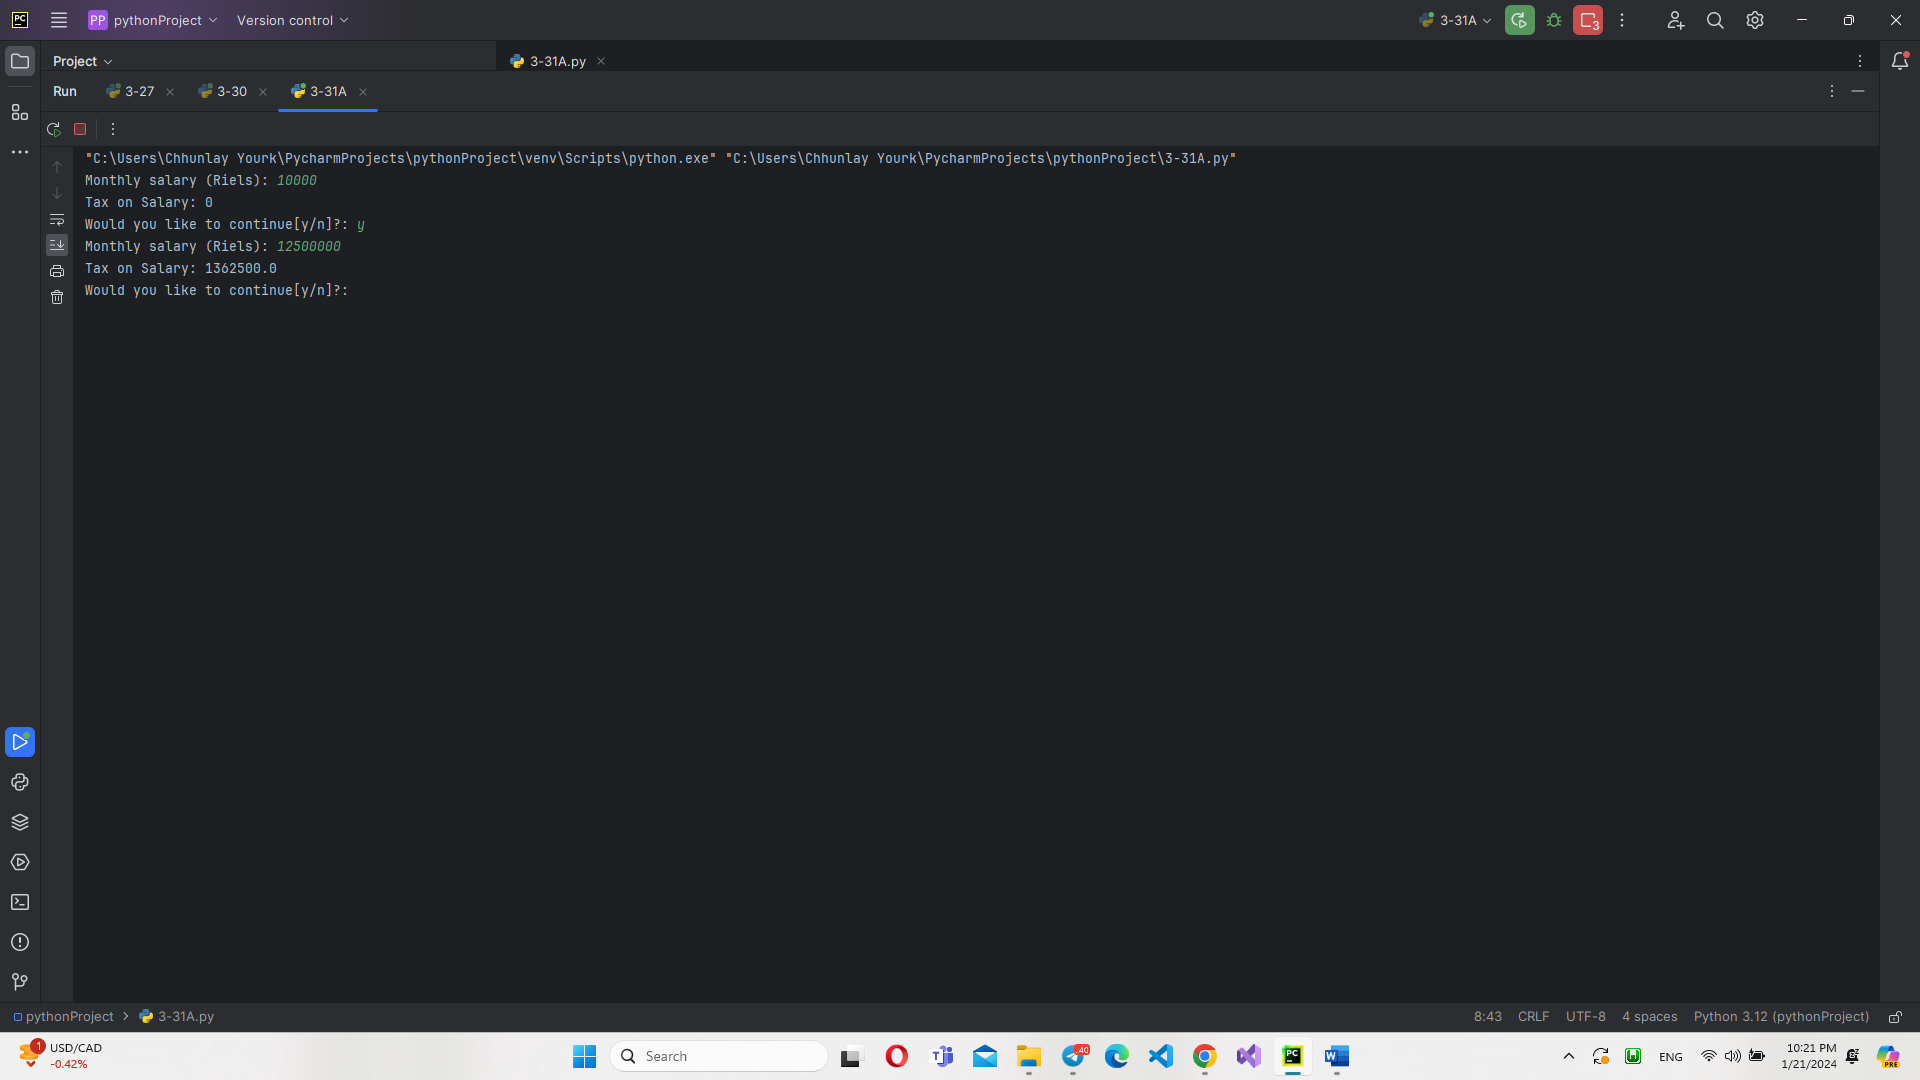 PC PP pythonProject Version control 3-31A 3
Project 3-31A.py
Run 3-27 3-30 3-31A
"C:\Users\Chhunlay Yourk\PycharmProjects\pythonProject\venv\Scripts\python.exe" "C:\Users\Chhunlay Yourk\PycharmProjects\pythonProject\3-31A.py"
Monthly salary (Riels): 10000
Tax on Salary: 0
Would you like to continue[y/n]?: y
Monthly salary (Riels): 12500000
Tax on Salary: 1362500.0
Would you like to continue[y/n]?:
pythonProject 3-31A.py 8:43 CRLF UTF-8 4 spaces Python 3.12 (pythonProject)
1 USD/CAD
-0.42%
Search
40
PC
ENG
10:21 PM
1/21/2024
PRE